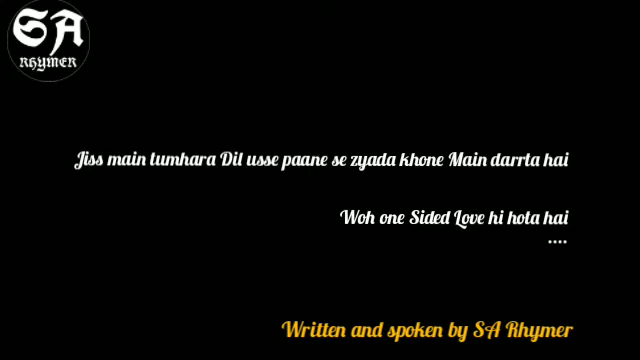 SA
RHYMER
Jiss main tumhara Dil usse paane se zyada khone Main darrta hai
Woh one Sided Love hi hota hai
....
Written and spoken by SA Rhymer